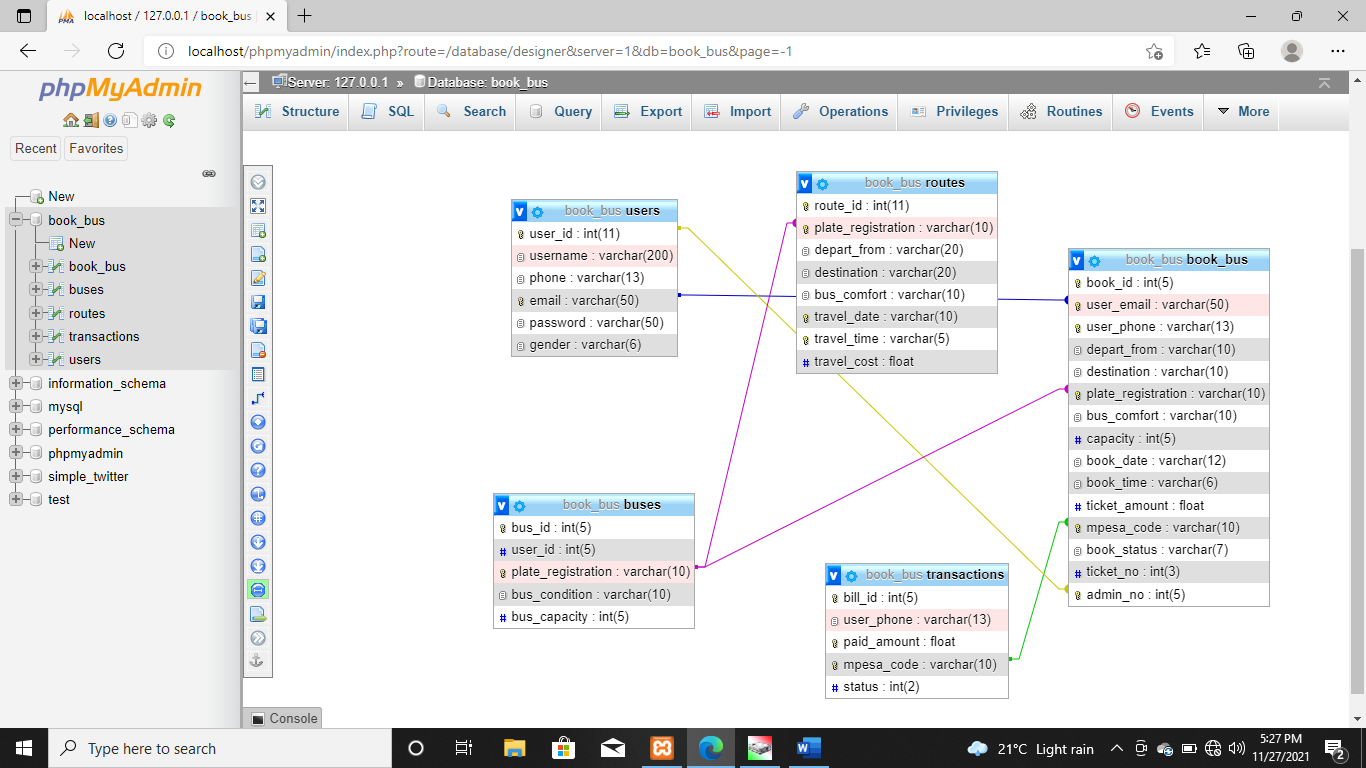 localhost / 127.0.0.1 / book_bus
localhost/phpmyadmin/index.php?route=/database/designer&server=1&db=book_bus&page=-1
phpMyAdmin
Recent Favorites
New
book_bus
New
book_bus
buses
routes
transactions
users
information_schema
mysql
performance_schema
phpmyadmin
simple_twitter
test
Server: 127.0.0.1 » Database: book_bus
Structure SQL Search Query Export Import Operations Privileges Routines Events More
book_bus users
user_id : int(11)
username : varchar(200)
phone : varchar(13)
email : varchar(50)
password : varchar(50)
gender : varchar(6)
book_bus routes
route_id : int(11)
plate_registration : varchar(10)
depart_from : varchar(20)
destination : varchar(20)
bus_comfort : varchar(10)
travel_date : varchar(10)
travel_time : varchar(5)
travel_cost : float
book_bus book_bus
book_id : int(5)
user_email : varchar(50)
user_phone : varchar(13)
depart_from : varchar(10)
destination : varchar(10)
plate_registration : varchar(10)
bus_comfort : varchar(10)
capacity : int(5)
book_date : varchar(12)
book_time : varchar(6)
ticket_amount : float
mpesa_code : varchar(10)
book_status : varchar(7)
ticket_no : int(3)
admin_no : int(5)
book_bus buses
bus_id : int(5)
user_id : int(5)
plate_registration : varchar(10)
bus_condition : varchar(10)
bus_capacity : int(5)
book_bus transactions
bill_id : int(5)
user_phone : varchar(13)
paid_amount : float
mpesa_code : varchar(10)
status : int(2)
Console
Type here to search
21°C Light rain
5:27 PM
11/27/2021
2